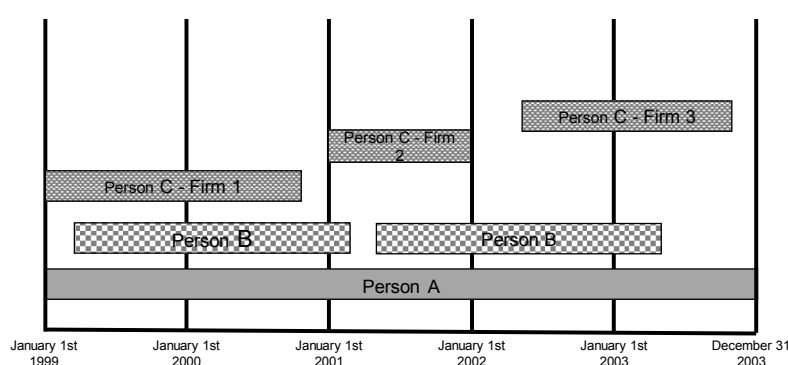 Person C - Firm 3
Person C - Firm
2
Person C - Firm 1
Person B
Person B
Person A
January 1st
1999
January 1st
2000
January 1st
2001
January 1st
2002
January 1st
2003
December 31
2003